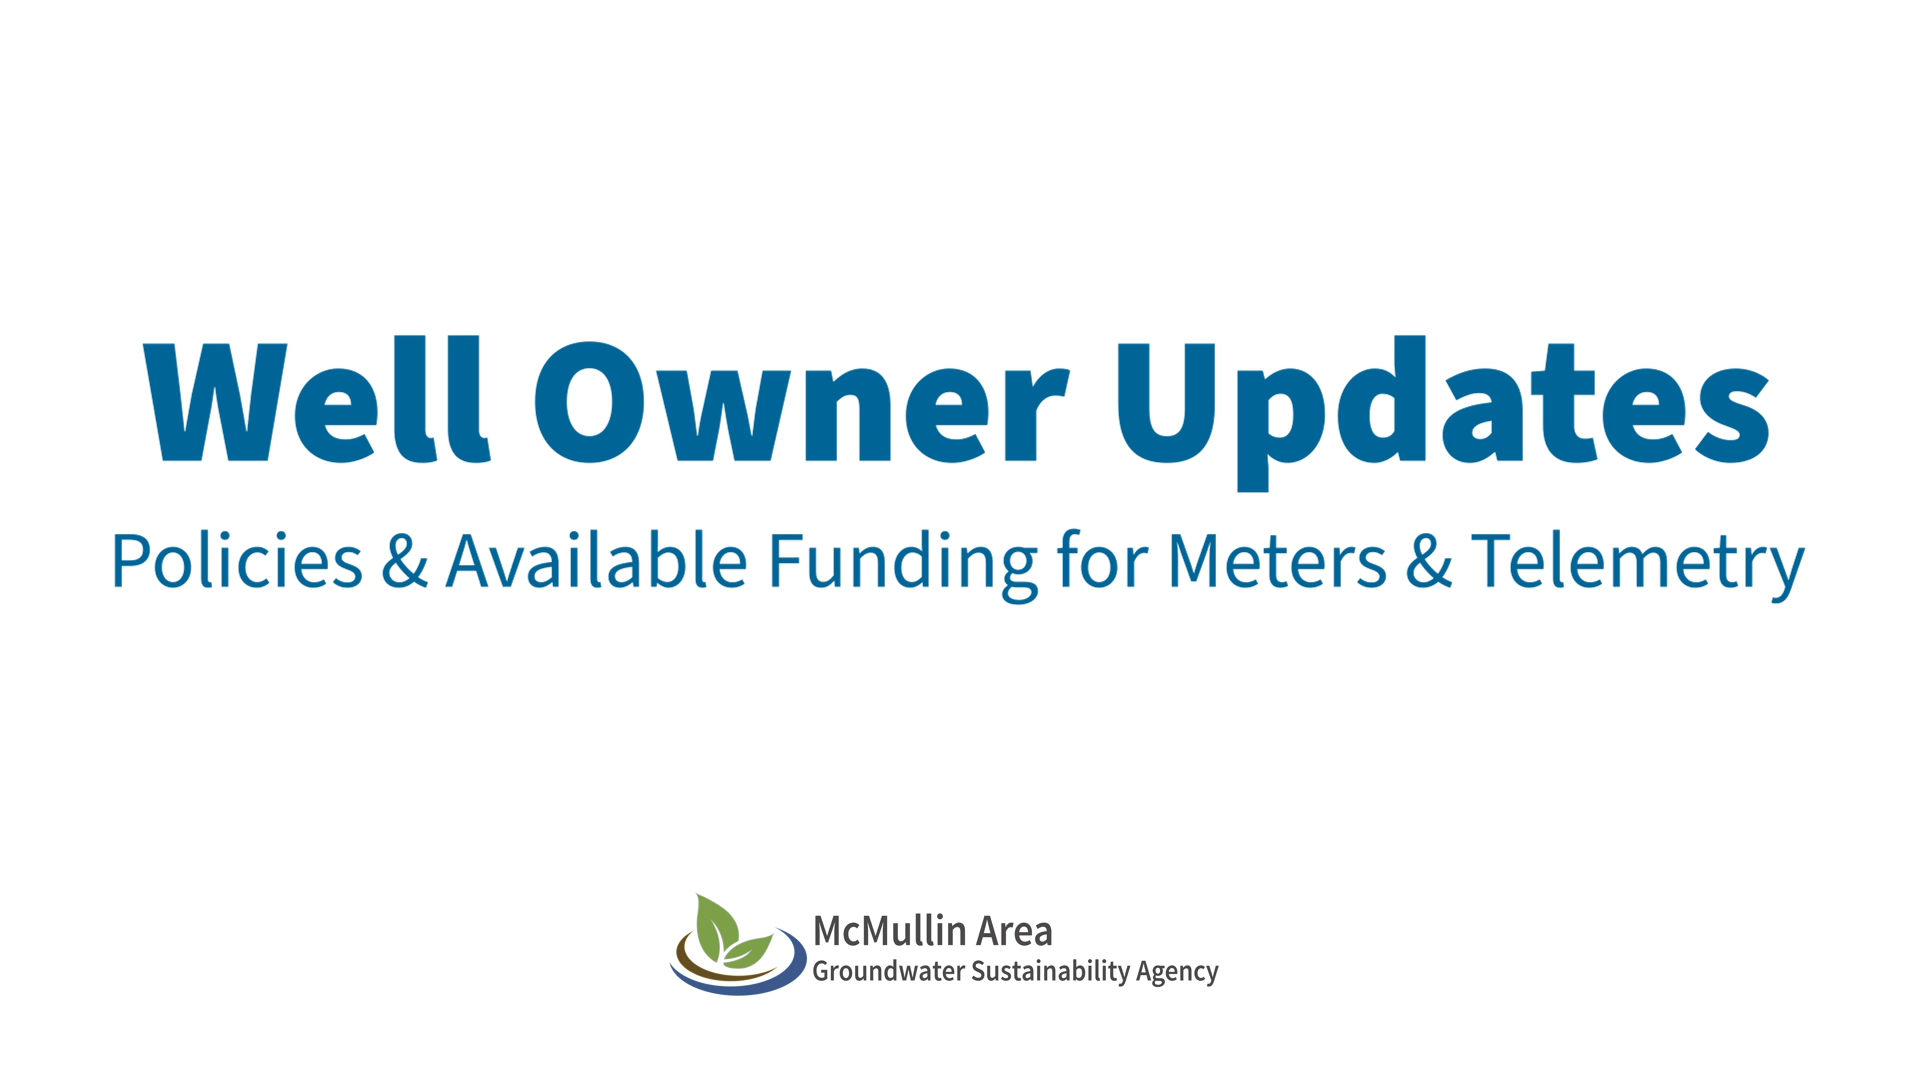 Well Owner Updates
Policies & Available Funding for Meters & Telemetry
McMullin Area
Groundwater Sustainability Agency